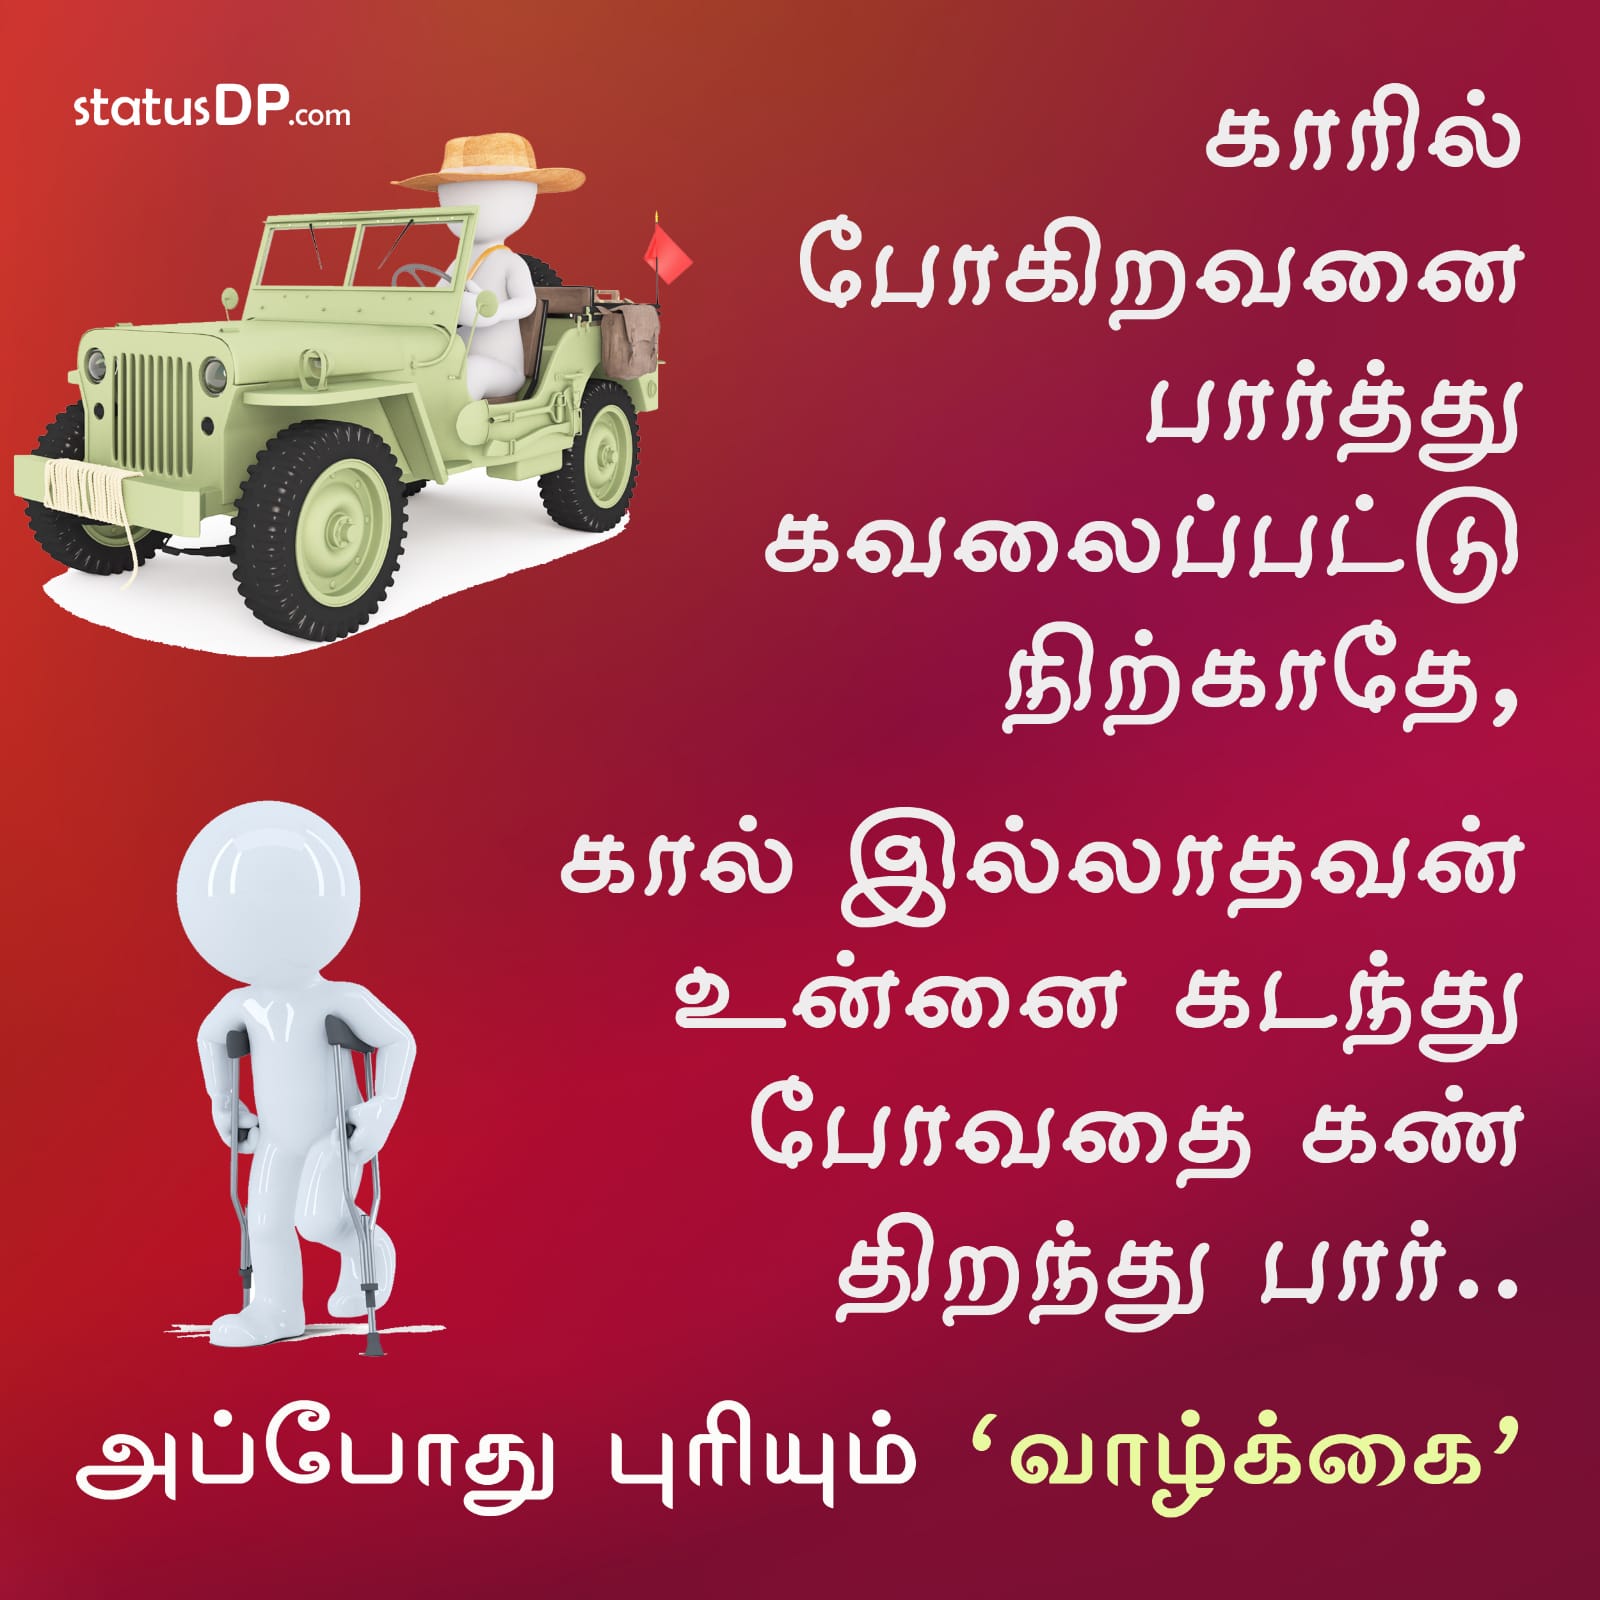 statusDP.com
காரில்
போகிறவனை
பார்த்து
கவலைப்பட்டு
நிற்காதே,
கால் இல்லாதவன்
உன்னை கடந்து
போவதை கண்
திறந்து பார்..
அப்போது புரியும் ‘வாழ்க்கை’